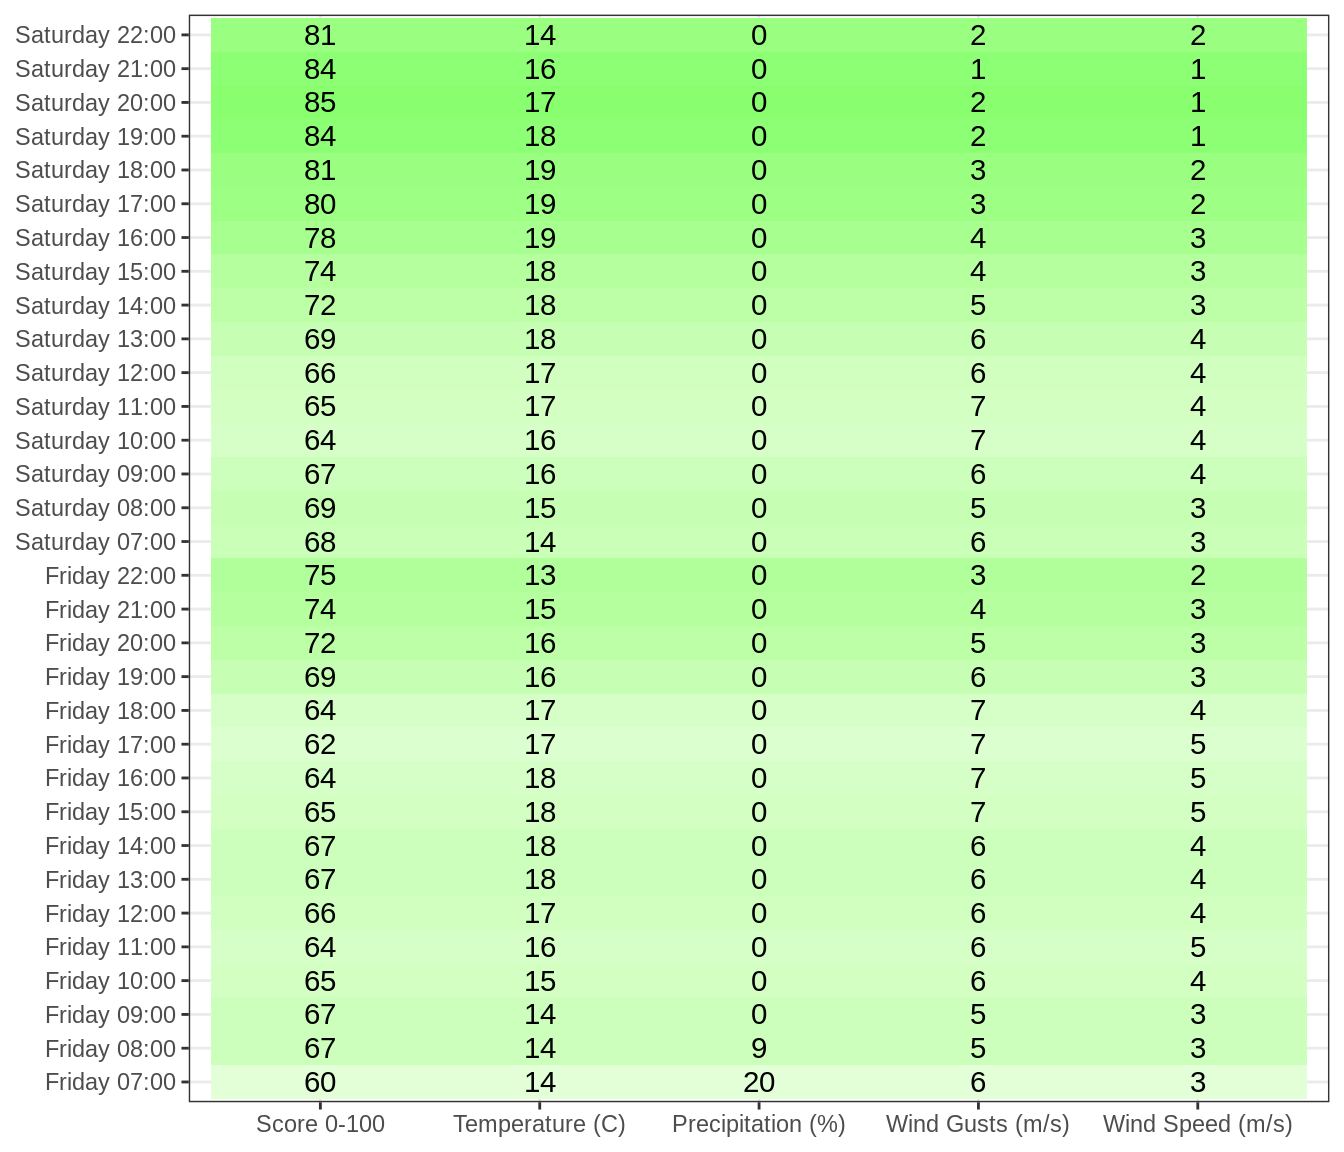 Saturday 22:00 81 14 0 2 2
Saturday 21:00 84 16 0 1 1
Saturday 20:00 85 17 0 2 1
Saturday 19:00 84 18 0 2 1
Saturday 18:00 81 19 0 3 2
Saturday 17:00 80 19 0 3 2
Saturday 16:00 78 19 0 4 3
Saturday 15:00 74 18 0 4 3
Saturday 14:00 72 18 0 5 3
Saturday 13:00 69 18 0 6 4
Saturday 12:00 66 17 0 6 4
Saturday 11:00 65 17 0 7 4
Saturday 10:00 64 16 0 7 4
Saturday 09:00 67 16 0 6 4
Saturday 08:00 69 15 0 5 3
Saturday 07:00 68 14 0 6 3
Friday 22:00 75 13 0 3 2
Friday 21:00 74 15 0 4 3
Friday 20:00 72 16 0 5 3
Friday 19:00 69 16 0 6 3
Friday 18:00 64 17 0 7 4
Friday 17:00 62 17 0 7 5
Friday 16:00 64 18 0 7 5
Friday 15:00 65 18 0 7 5
Friday 14:00 67 18 0 6 4
Friday 13:00 67 18 0 6 4
Friday 12:00 66 17 0 6 4
Friday 11:00 64 16 0 6 5
Friday 10:00 65 15 0 6 4
Friday 09:00 67 14 0 5 3
Friday 08:00 67 14 9 5 3
Friday 07:00 60 14 20 6 3
Score 0-100 Temperature (C) Precipitation (%) Wind Gusts (m/s) Wind Speed (m/s)